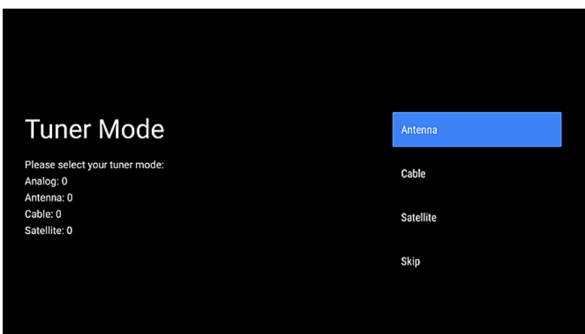 Tuner Mode
Please select your tuner mode:
Analog: 0
Antenna: 0
Cable: 0
Satellite: 0
Antenna
Cable
Satellite
Skip